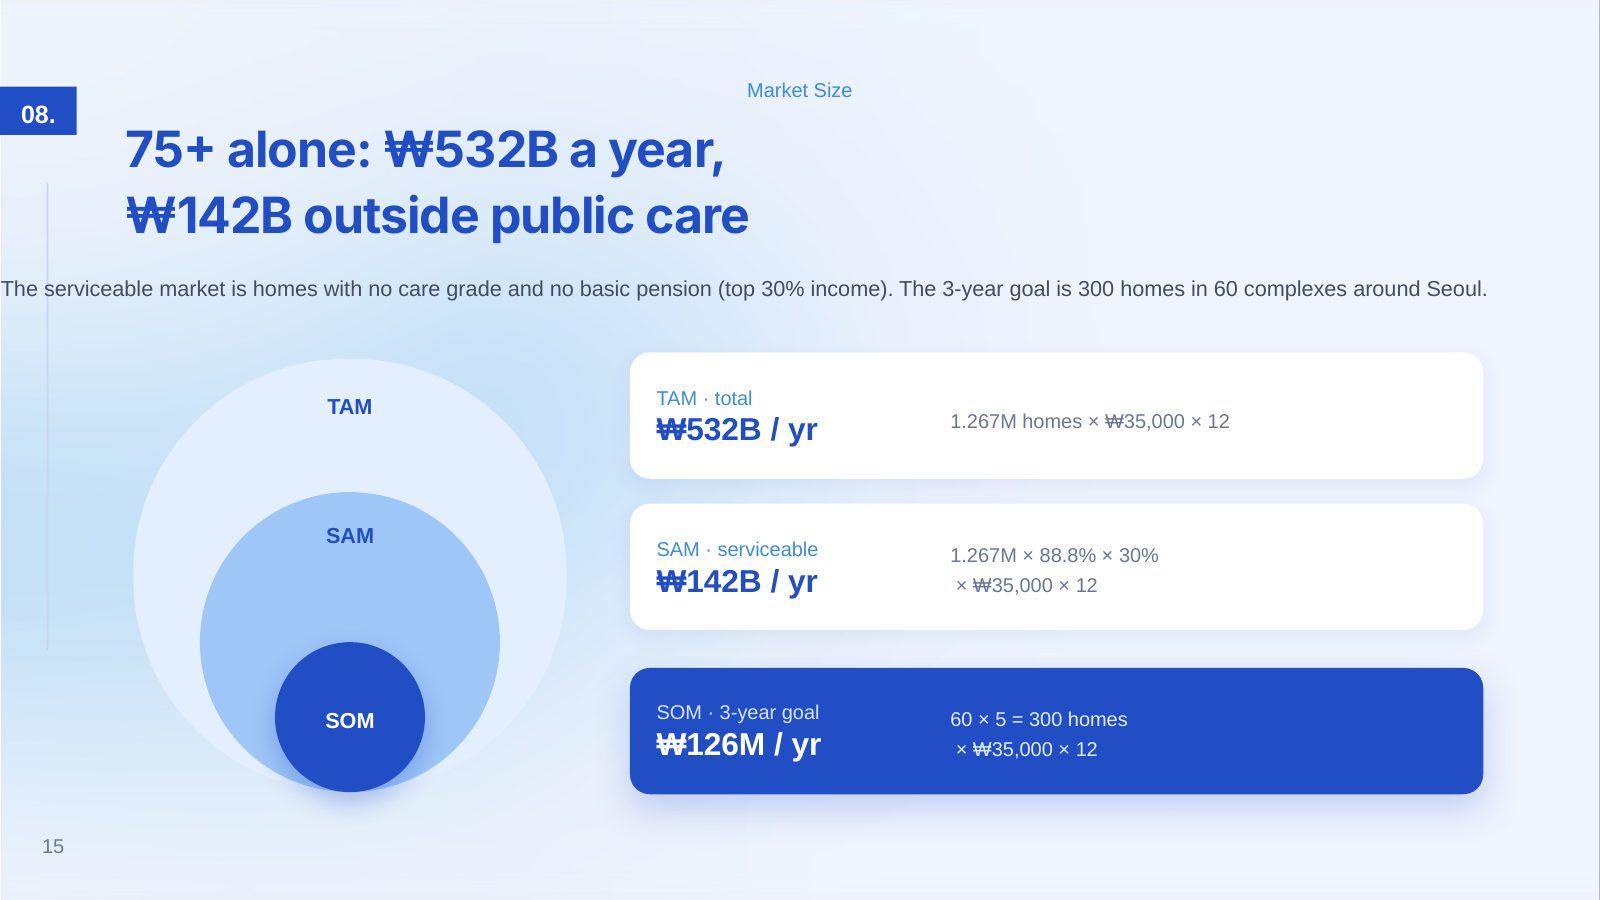 Market Size
08.
75+ alone: ₩532B a year,
₩142B outside public care
The serviceable market is homes with no care grade and no basic pension (top 30% income). The 3-year goal is 300 homes in 60 complexes around Seoul.
TAM
SAM
SOM
TAM · total
₩532B / yr
1.267M homes × ₩35,000 × 12
SAM · serviceable
₩142B / yr
1.267M × 88.8% × 30%
× ₩35,000 × 12
SOM · 3-year goal
₩126M / yr
60 × 5 = 300 homes
× ₩35,000 × 12
15